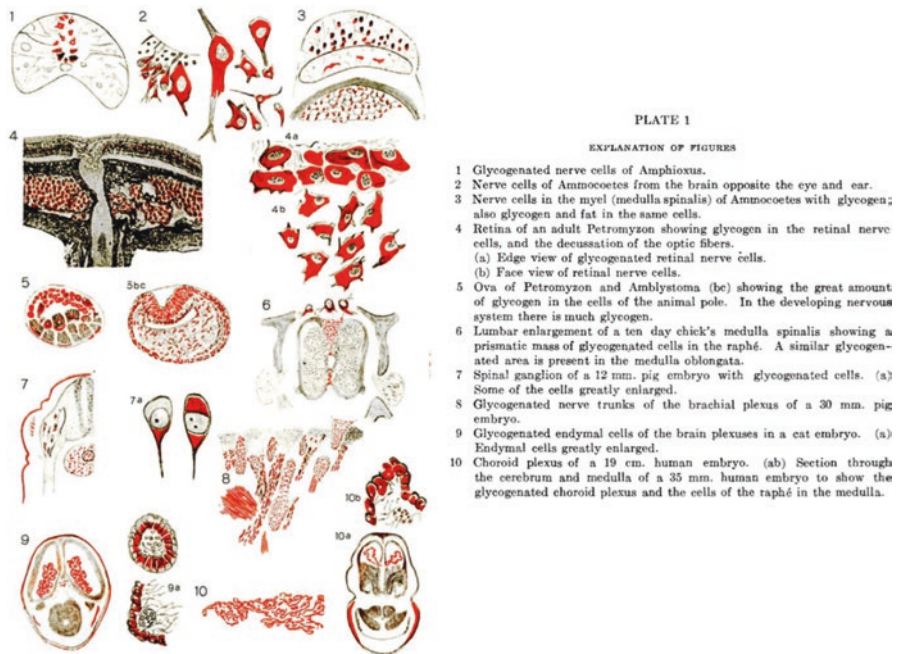 1
2
3
4
4a
4b
5
5bc
6
7
7a
8
10b
9
9a
10
10a
PLATE 1
EXPLANATION OF FIGURES
1 Glycogenated nerve cells of Amphioxus.
2 Nerve cells of Ammocoetes from the brain opposite the eye and ear.
3 Nerve cells in the myel (medulla spinalis) of Ammocoetes with glycogen;
also glycogen and fat in the same cells.
4 Retina of an adult Petromyzon showing glycogen in the retinal nerve
cells, and the decussation of the optic fibers.
(a) Edge view of glycogenated retinal nerve cells.
(b) Face view of retinal nerve cells.
5 Ova of Petromyzon and Amblystoma (bc) showing the great amount
of glycogen in the cells of the animal pole. In the developing nervous
system there is much glycogen.
6 Lumbar enlargement of a ten day chick's medulla spinalis showing a
prismatic mass of glycogenated cells in the raphé. A similar glycogen-
ated area is present in the medulla oblongata.
7 Spinal ganglion of a 12 mm. pig embryo with glycogenated cells. (a)
Some of the cells greatly enlarged.
8 Glycogenated nerve trunks of the brachial plexus of a 30 mm. pig
embryo.
9 Glycogenated endymal cells of the brain plexuses in a cat embryo. (a)
Endymal cells greatly enlarged.
10 Choroid plexus of a 19 cm. human embryo. (ab) Section through
the cerebrum and medulla of a 35 mm. human embryo to show the
glycogenated choroid plexus and the cells of the raphé in the medulla.